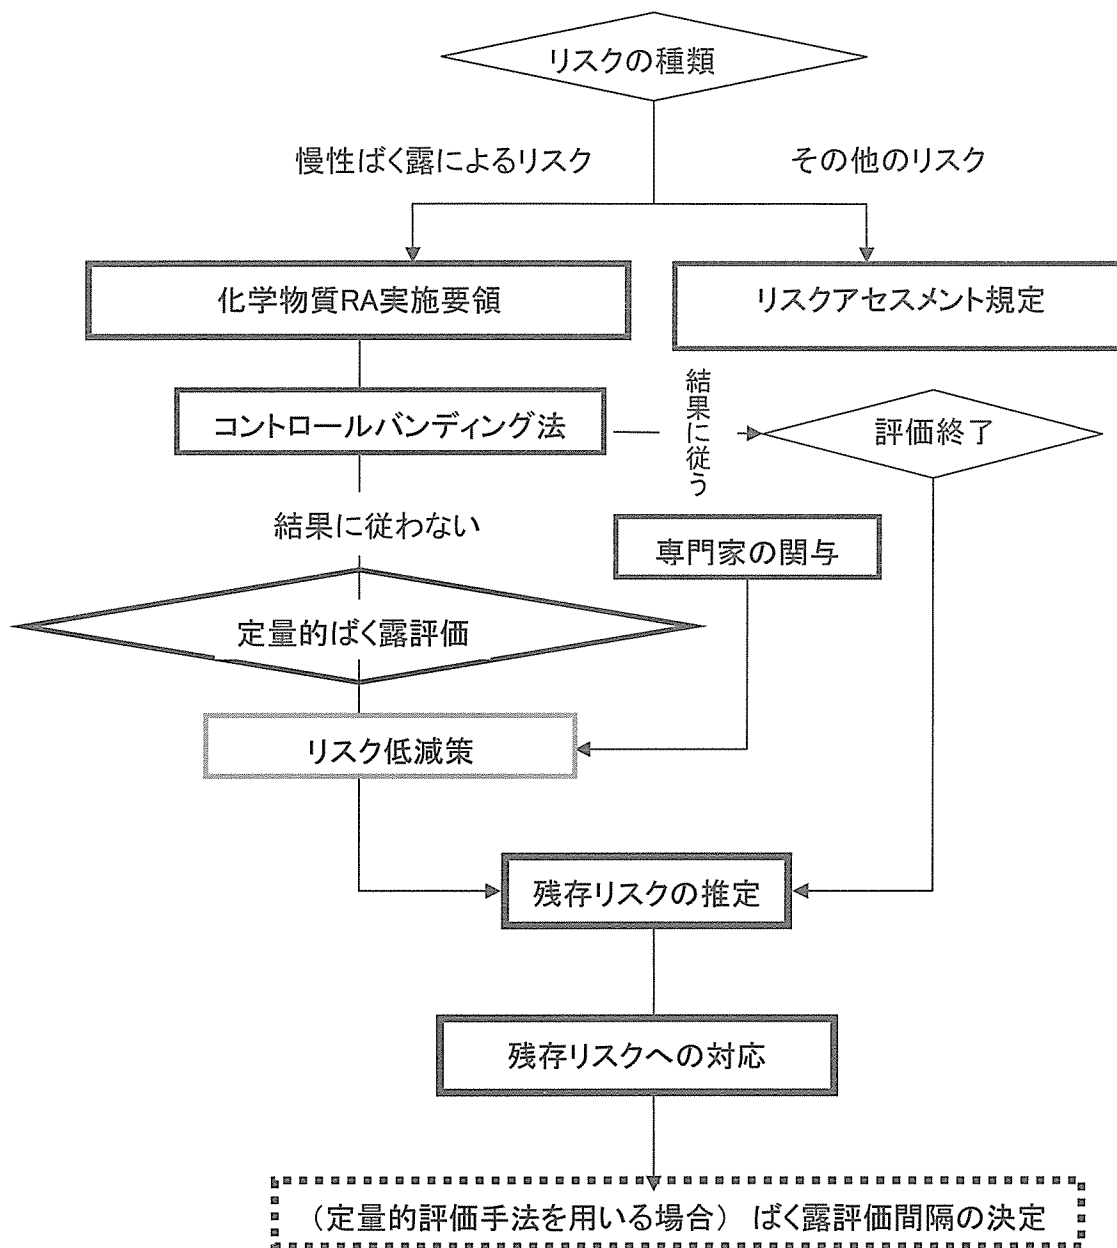 リスクの種類
慢性ばく露によるリスク
その他のリスク
化学物質RA実施要領
リスクアセスメント規定
コントロールバンディング法
結果に従う
評価終了
結果に従わない
専門家の関与
定量的ばく露評価
リスク低減策
残存リスクの推定
残存リスクへの対応
（定量的評価手法を用いる場合） ばく露評価間隔の決定